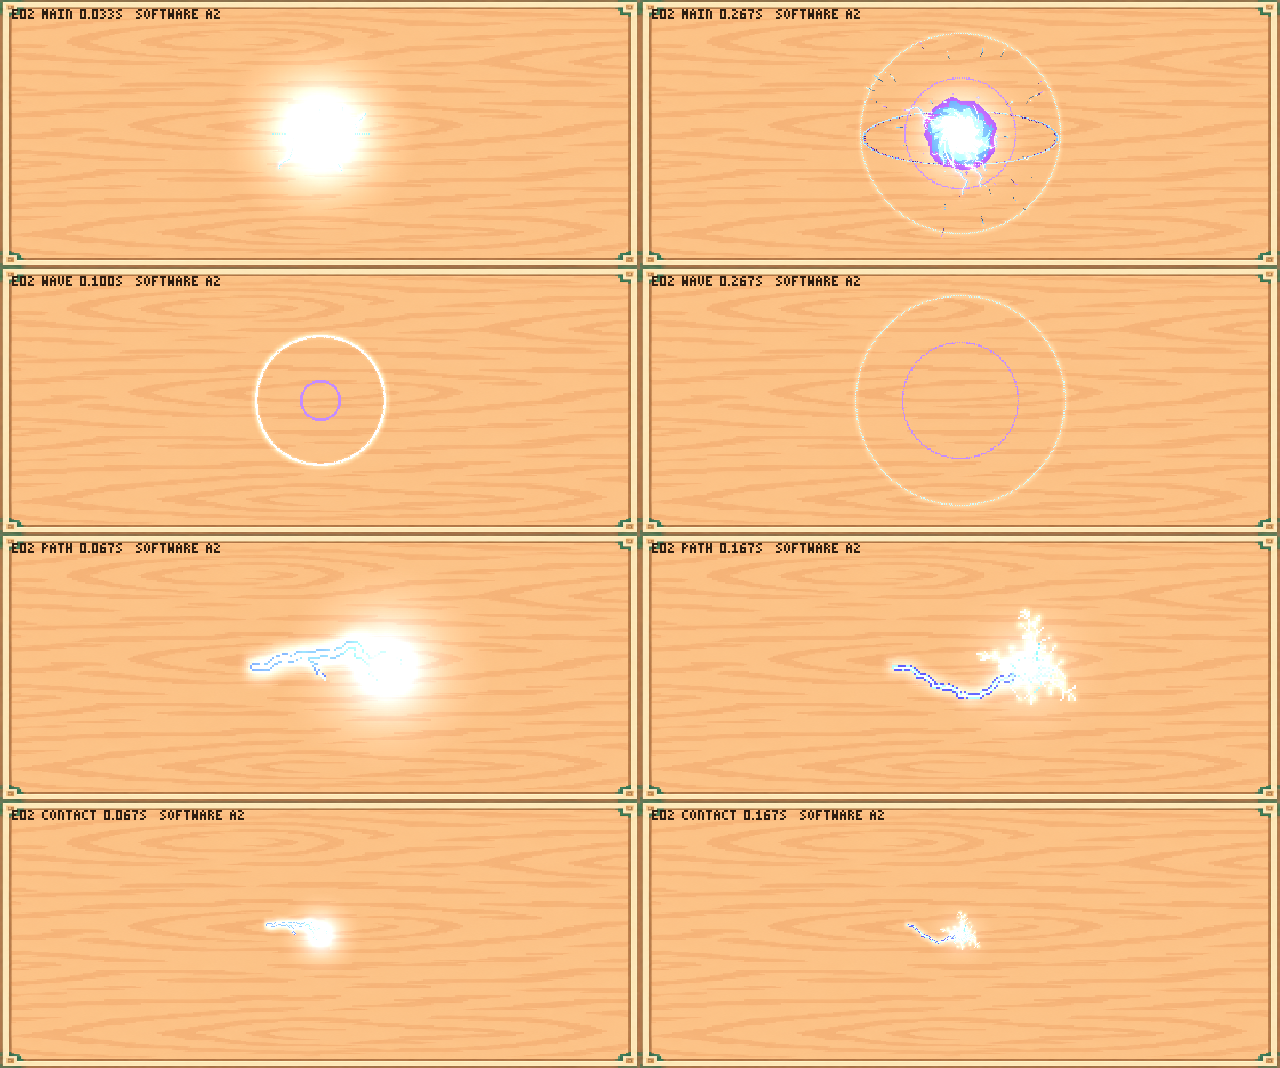 E02 MAIN 0.033S SOFTWARE A2
E02 MAIN 0.267S SOFTWARE A2
E02 WAVE 0.100S SOFTWARE A2
E02 WAVE 0.267S SOFTWARE A2
E02 PATH 0.067S SOFTWARE A2
E02 PATH 0.167S SOFTWARE A2
E02 CONTACT 0.067S SOFTWARE A2
E02 CONTACT 0.167S SOFTWARE A2